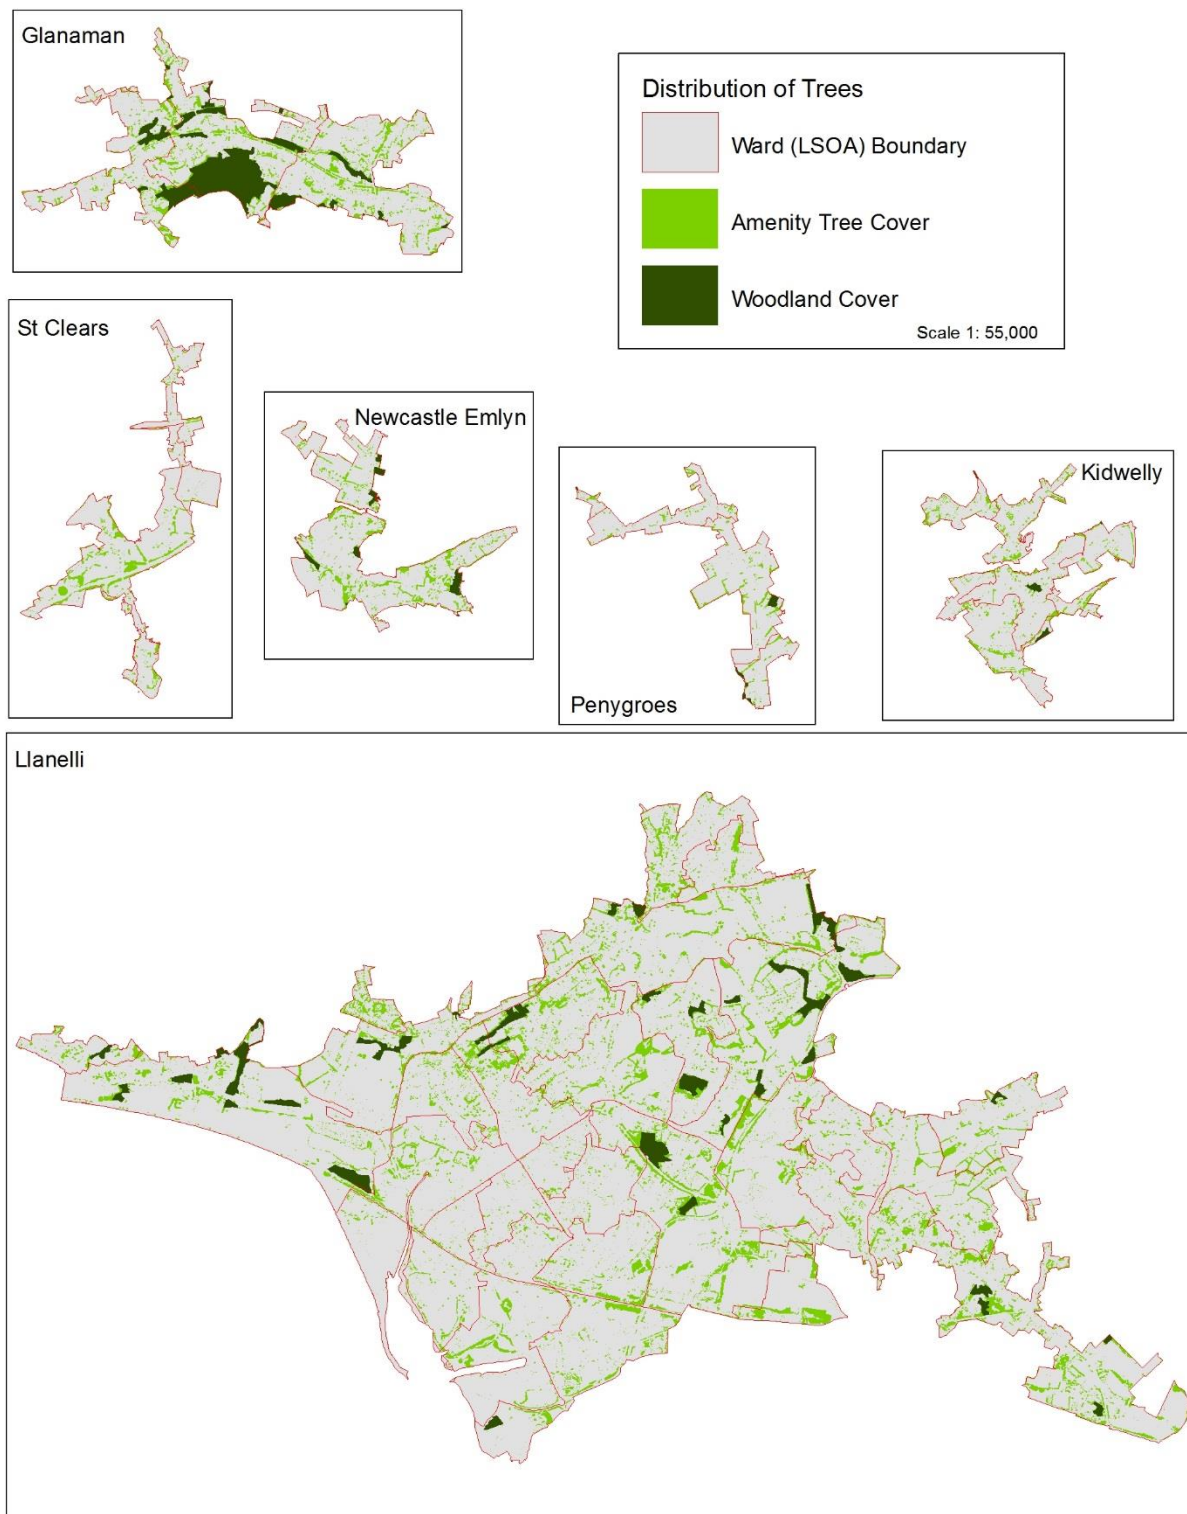 Glanaman
Distribution of Trees
Ward (LSOA) Boundary
Amenity Tree Cover
Woodland Cover
Scale 1: 55,000
St Clears
Newcastle Emlyn
Penygroes
Kidwelly
Llanelli